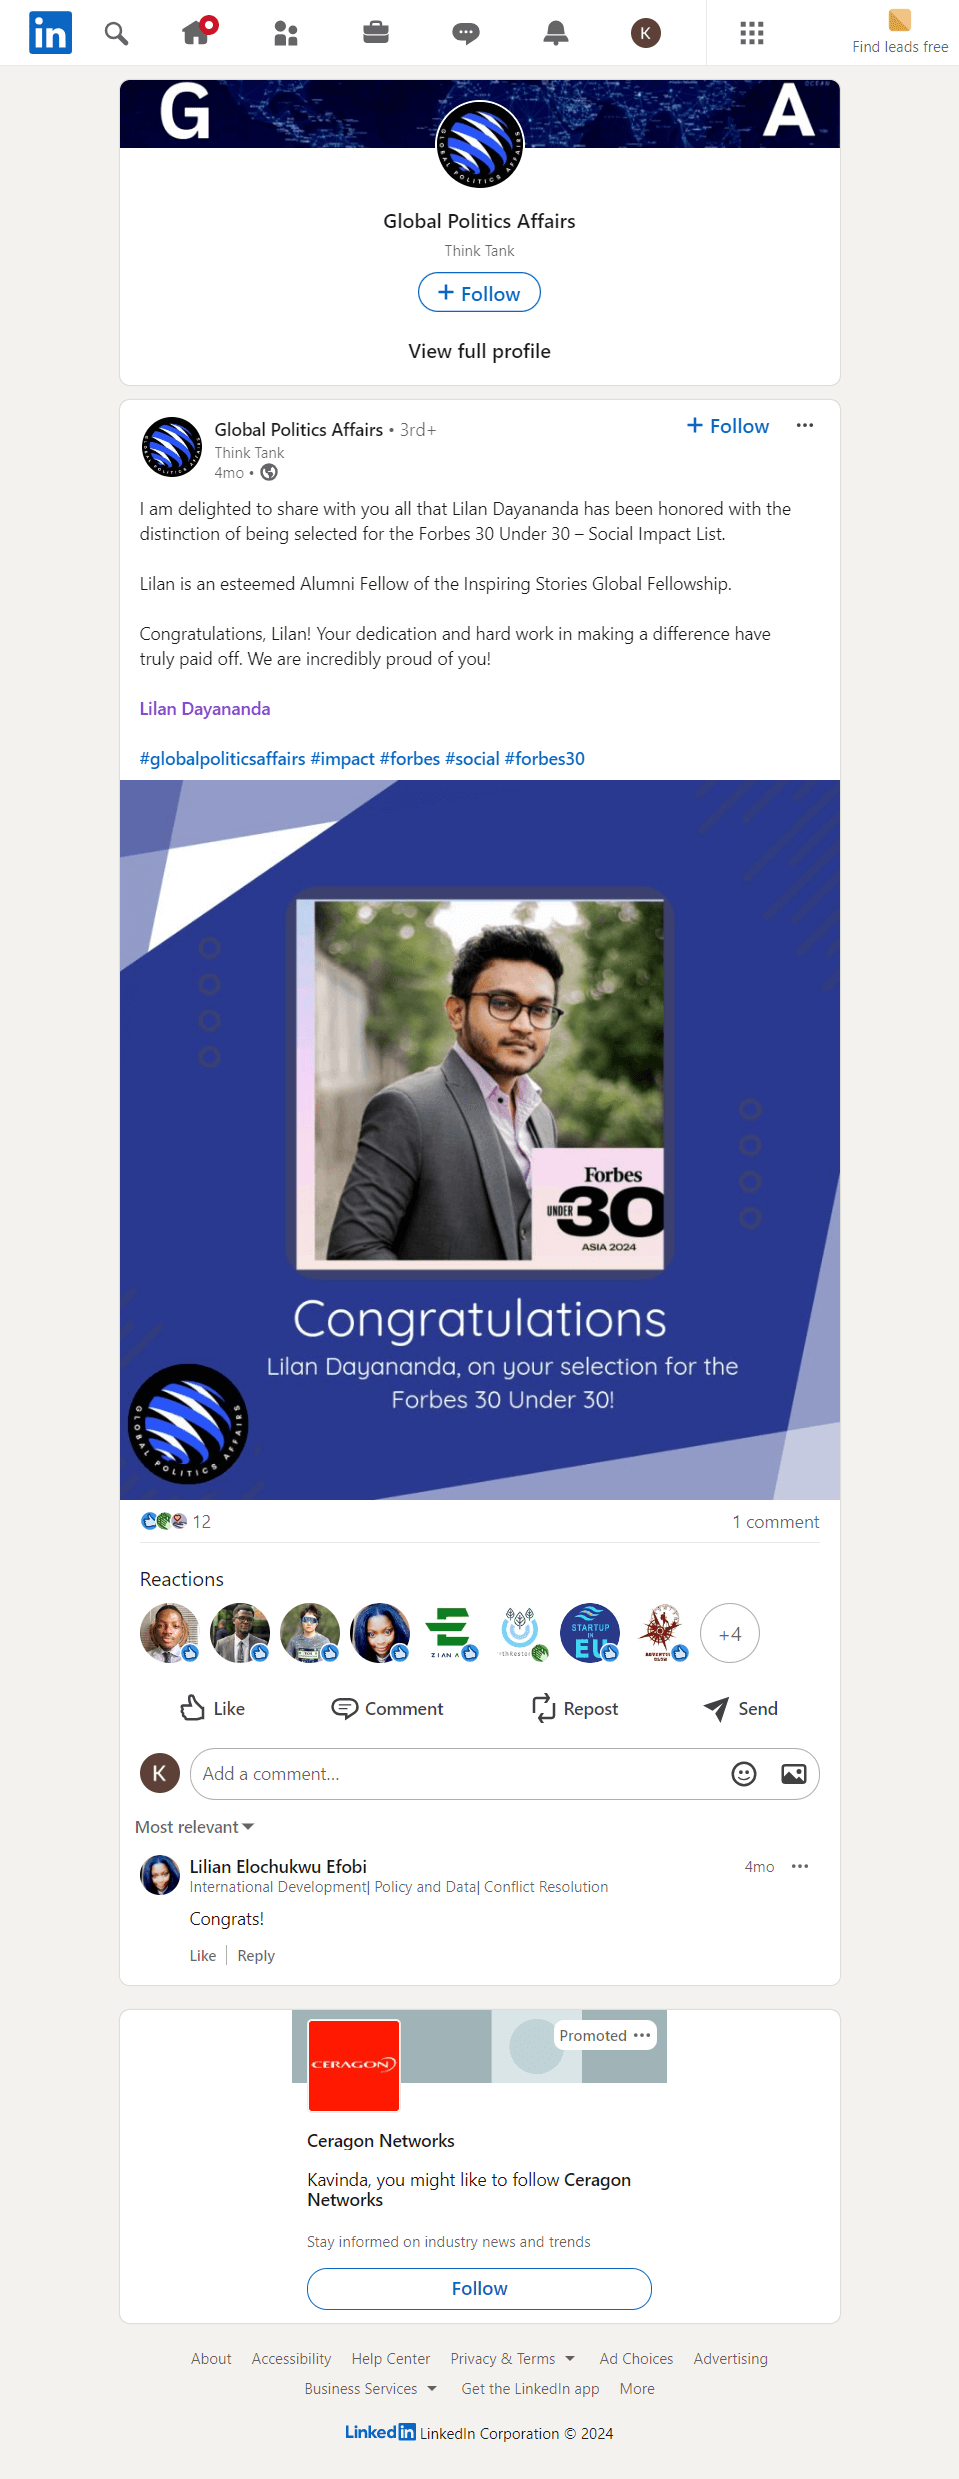 in
K
Find leads free
G A
GLOBAL POLITICS AFFAIRS
Global Politics Affairs
Think Tank
+ Follow
View full profile
Global Politics Affairs • 3rd+
+ Follow
Think Tank
4mo •
I am delighted to share with you all that Lilan Dayananda has been honored with the
distinction of being selected for the Forbes 30 Under 30 – Social Impact List.
Lilan is an esteemed Alumni Fellow of the Inspiring Stories Global Fellowship.
Congratulations, Lilan! Your dedication and hard work in making a difference have
truly paid off. We are incredibly proud of you!
Lilan Dayananda
#globalpoliticsaffairs #impact #forbes #social #forbes30
Forbes
UNDER 30
ASIA 2024
Congratulations
Lilan Dayananda, on your selection for the
Forbes 30 Under 30!
GLOBAL POLITICS AFFAIRS
12
1 comment
Reactions
ZIANA
STARTUP
IN
EU
+4
Like
Comment
Repost
Send
K
Add a comment...
Most relevant
Lilian Elochukwu Efobi
4mo
International Development| Policy and Data| Conflict Resolution
Congrats!
Like
Reply
Promoted
CERAGON
Ceragon Networks
Kavinda, you might like to follow Ceragon
Networks
Stay informed on industry news and trends
Follow
About Accessibility Help Center Privacy & Terms Ad Choices Advertising
Business Services Get the LinkedIn app More
LinkedIn LinkedIn Corporation © 2024